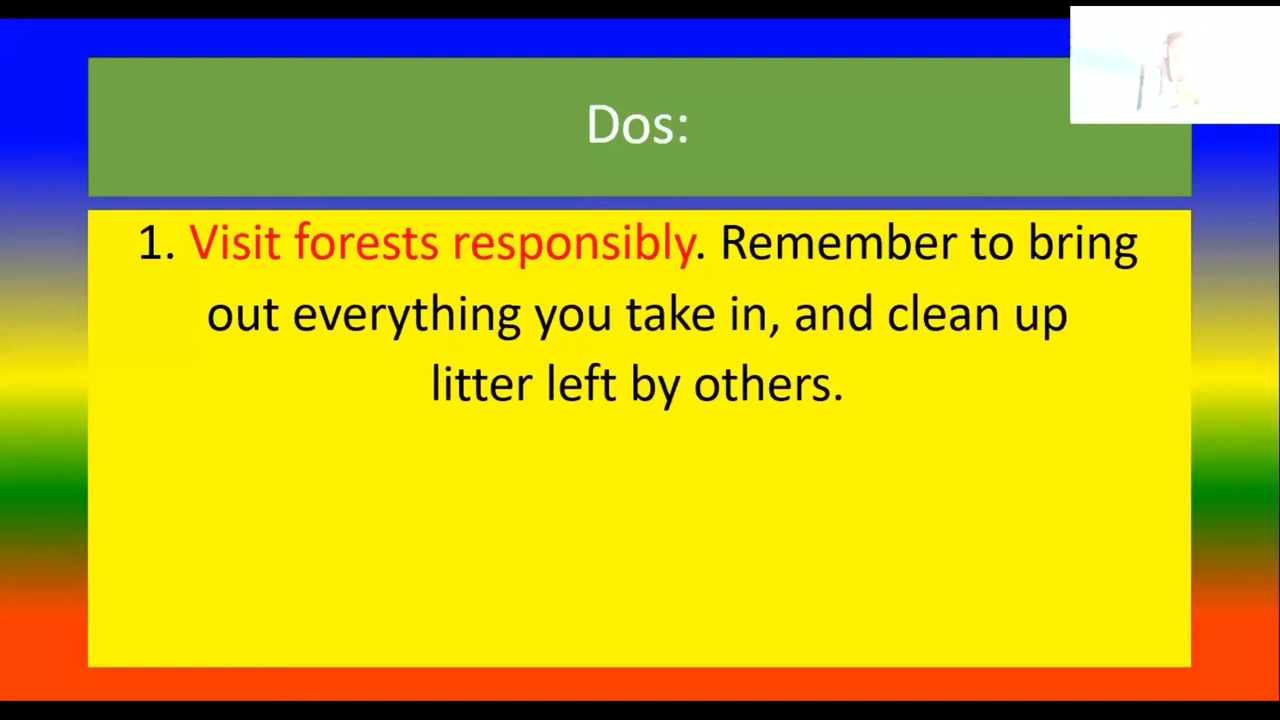 Dos:
1. Visit forests responsibly. Remember to bring
out everything you take in, and clean up
litter left by others.